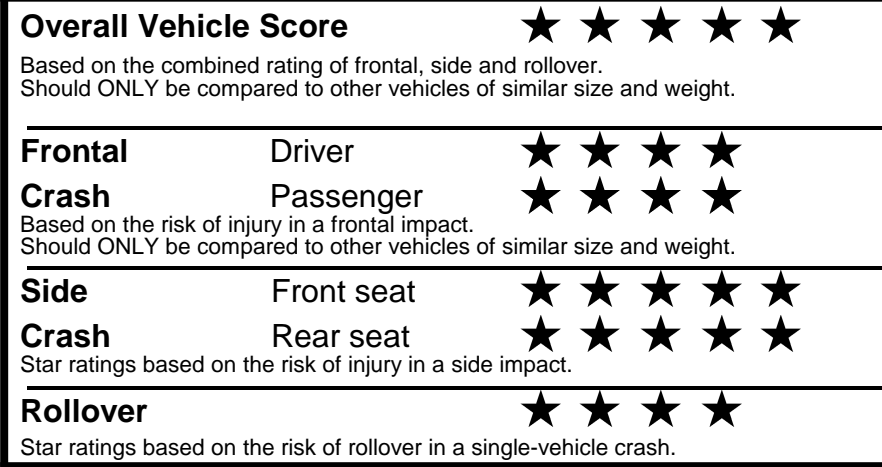 Overall Vehicle Score ★ ★ ★ ★ ★
Based on the combined rating of frontal, side and rollover.
Should ONLY be compared to other vehicles of similar size and weight.
Frontal Driver ★ ★ ★ ★
Crash Passenger ★ ★ ★ ★
Based on the risk of injury in a frontal impact.
Should ONLY be compared to other vehicles of similar size and weight.
Side Front seat ★ ★ ★ ★ ★
Crash Rear seat ★ ★ ★ ★ ★
Star ratings based on the risk of injury in a side impact.
Rollover ★ ★ ★ ★
Star ratings based on the risk of rollover in a single-vehicle crash.